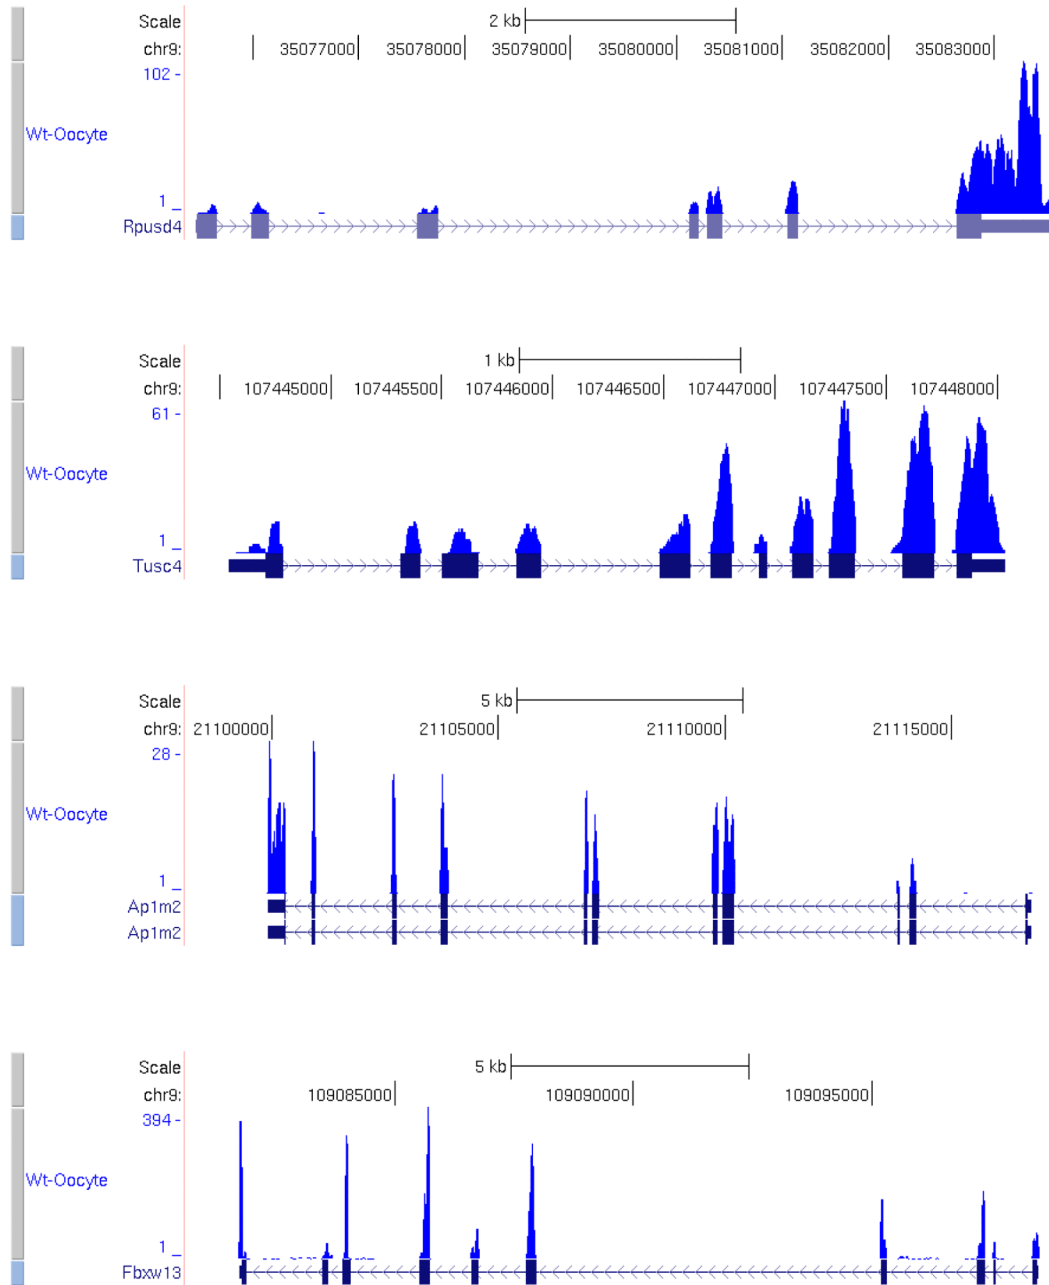 Scale 2 kb
chr9: 35077000 35078000 35079000 35080000 35081000 35082000 35083000
102 -
Wt-Oocyte
1 _
Rpusd4
Scale 1 kb
chr9: 107445000 107445500 107446000 107446500 107447000 107447500 107448000
61 -
Wt-Oocyte
1 _
Tusc4
Scale 5 kb
chr9: 21100000 21105000 21110000 21115000
28 -
Wt-Oocyte
1 _
Ap1m2
Ap1m2
Scale 5 kb
chr9: 109085000 109090000 109095000
394 -
Wt-Oocyte
1 _
Fbxw13